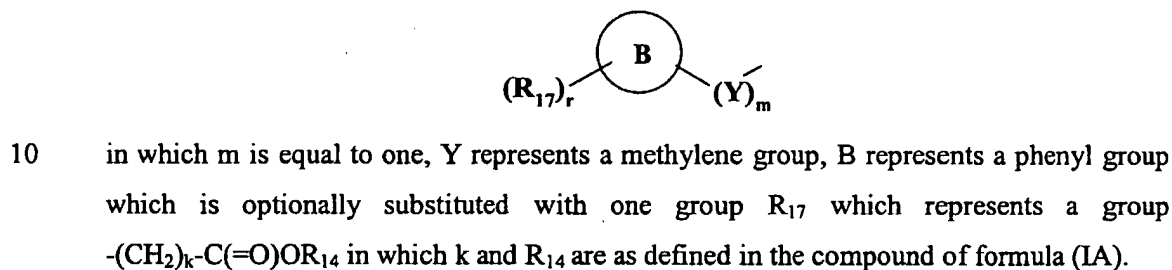 B
(R₁₇)ᵣ (Y)ₘ
10 in which m is equal to one, Y represents a methylene group, B represents a phenyl group
which is optionally substituted with one group R₁₇ which represents a group
-(CH₂)ₖ-C(=O)OR₁₄ in which k and R₁₄ are as defined in the compound of formula (IA).